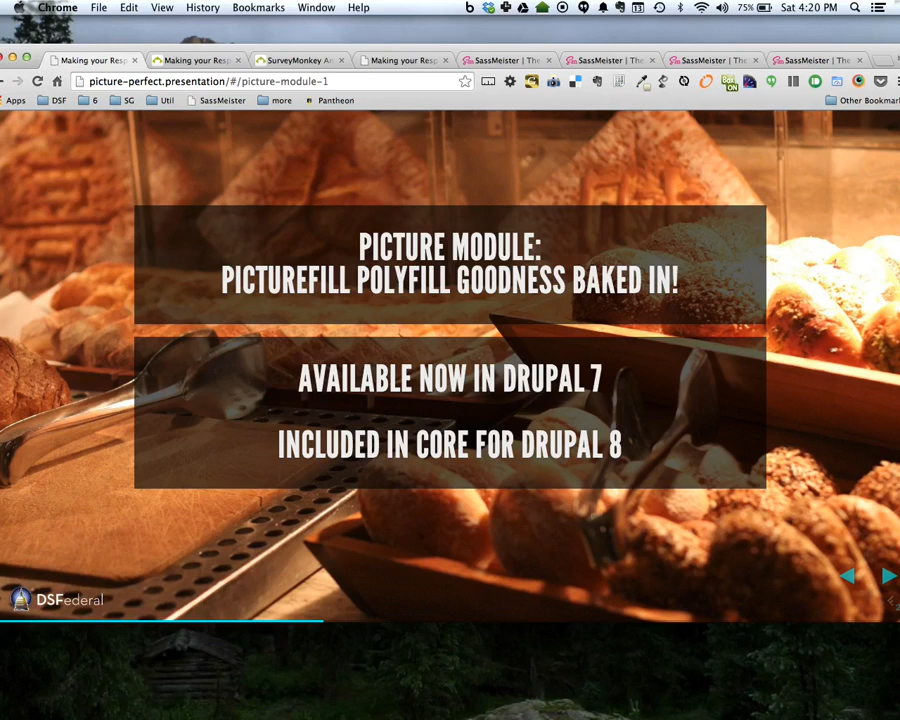 Chrome File Edit View History Bookmarks Window Help 75% Sat 4:20 PM
Making your Resp
Making your Resp
SurveyMonkey An
Making your Resp
SassMeister | The
SassMeister | The
SassMeister | The
SassMeister | The
picture-perfect.presentation/#/picture-module-1
Apps DSF 6 SG Util SassMeister more Pantheon Other Bookmar
PICTURE MODULE:
PICTUREFILL POLYFILL GOODNESS BAKED IN!
AVAILABLE NOW IN DRUPAL 7
INCLUDED IN CORE FOR DRUPAL 8
DSFederal